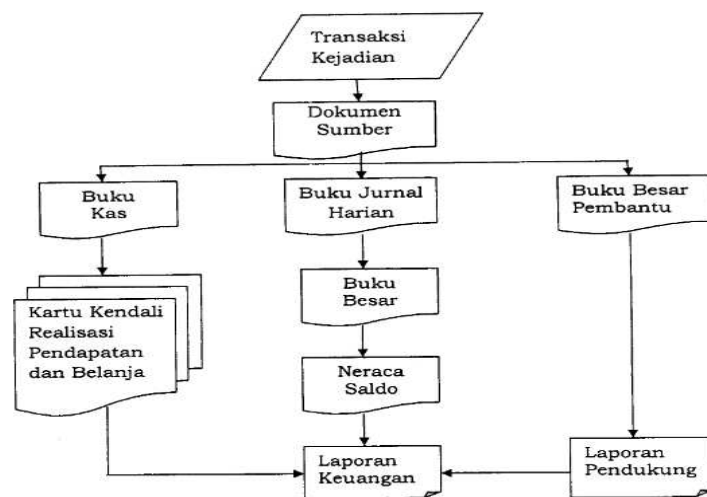 Transaksi
Kejadian
Dokumen
Sumber
Buku
Kas
Buku Jurnal
Harian
Buku Besar
Pembantu
Buku
Besar
Kartu Kendali
Realisasi
Pendapatan
dan Belanja
Neraca
Saldo
Laporan
Keuangan
Laporan
Pendukung